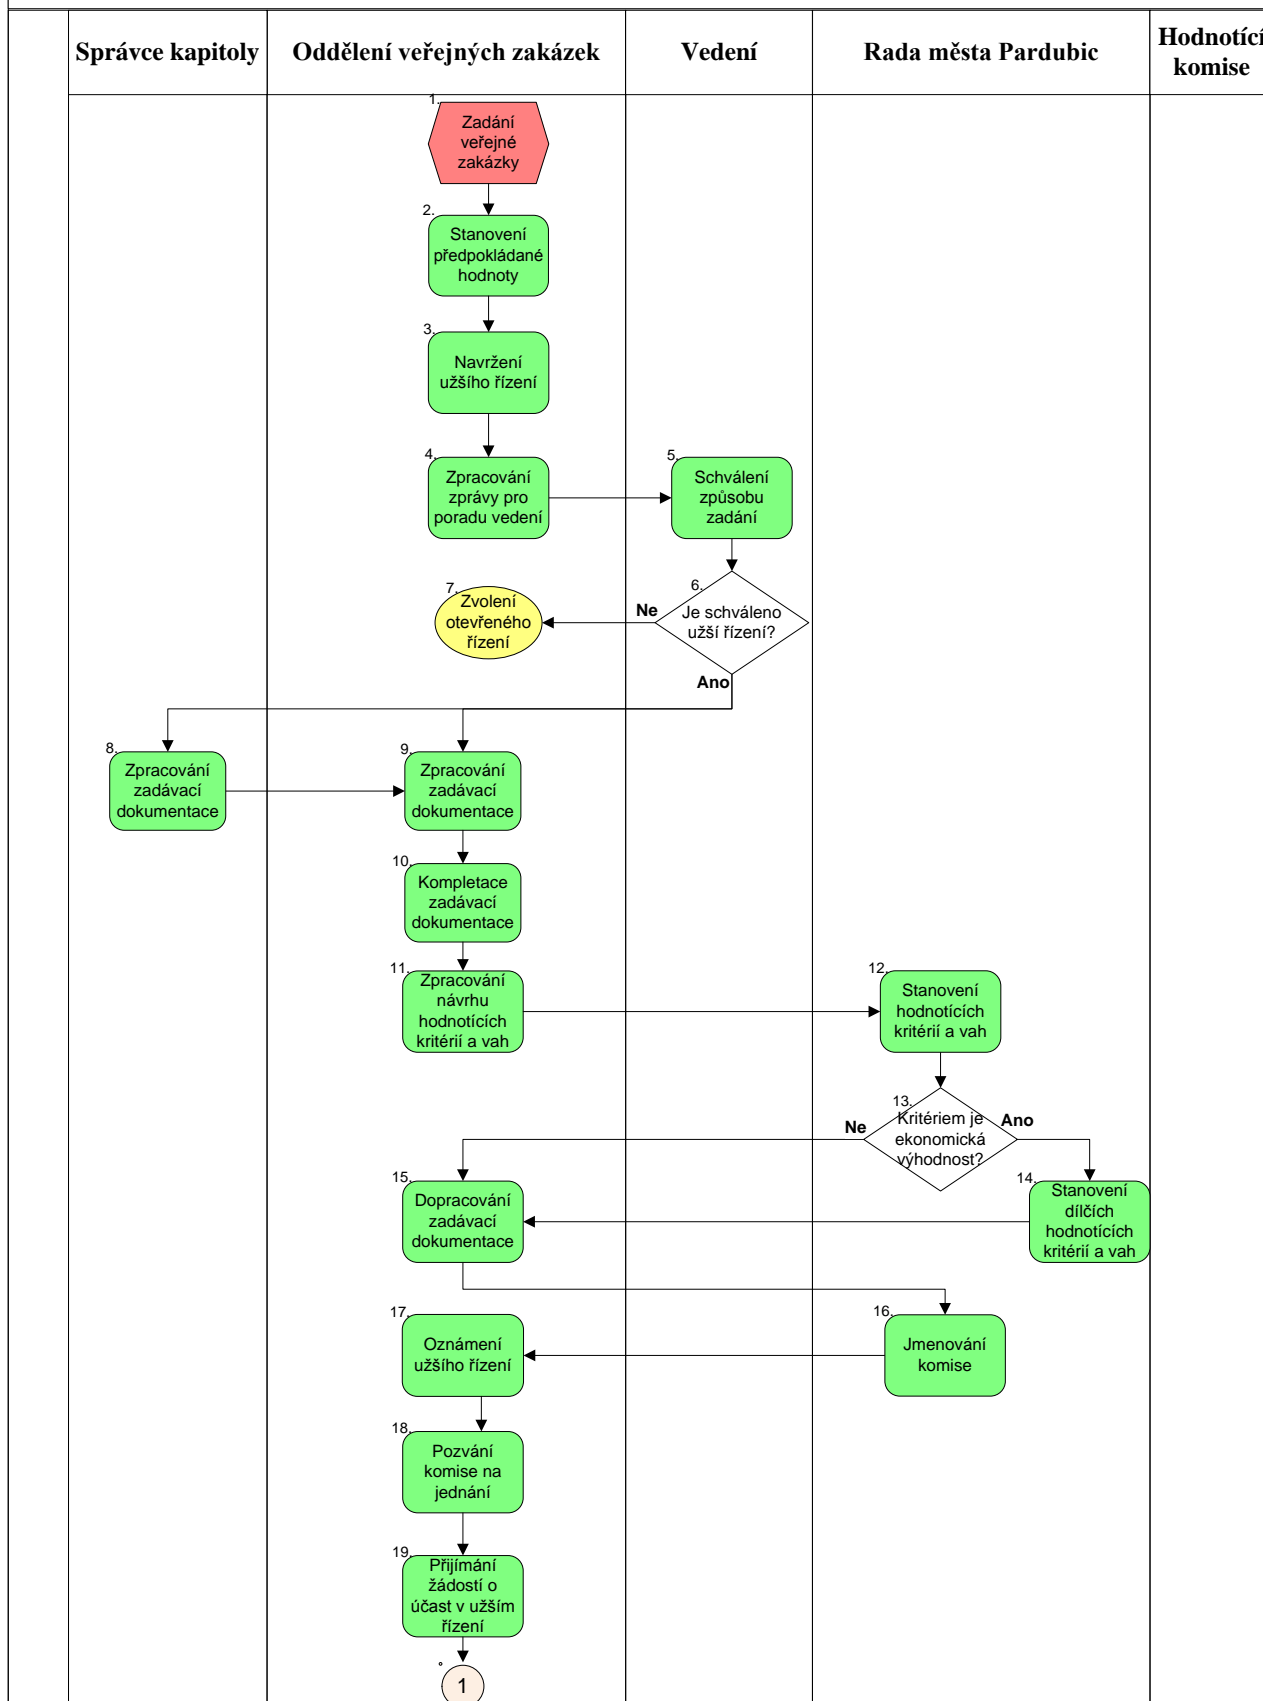 Správce kapitoly
Oddělení veřejných zakázek
Vedení
Rada města Pardubic
Hodnotící
komise
1.
Zadání
veřejné
zakázky
2.
Stanovení
předpokládané
hodnoty
3.
Navržení
užšího řízení
4.
Zpracování
zprávy pro
poradu vedení
5.
Schválení
způsobu
zadání
6.
Je schváleno
užší řízení?
Ne
Ano
7.
Zvolení
otevřeného
řízení
8.
Zpracování
zadávací
dokumentace
9.
Zpracování
zadávací
dokumentace
10.
Kompletace
zadávací
dokumentace
11.
Zpracování
návrhu
hodnotících
kritérií a vah
12.
Stanovení
hodnotících
kritérií a vah
13.
Kritériem je
ekonomická
výhodnost?
Ne
Ano
14.
Stanovení
dílčích
hodnotících
kritérií a vah
15.
Dopracování
zadávací
dokumentace
16.
Jmenování
komise
17.
Oznámení
užšího řízení
18.
Pozvání
komise na
jednání
19.
Přijímání
žádostí o
účast v užším
řízení
1